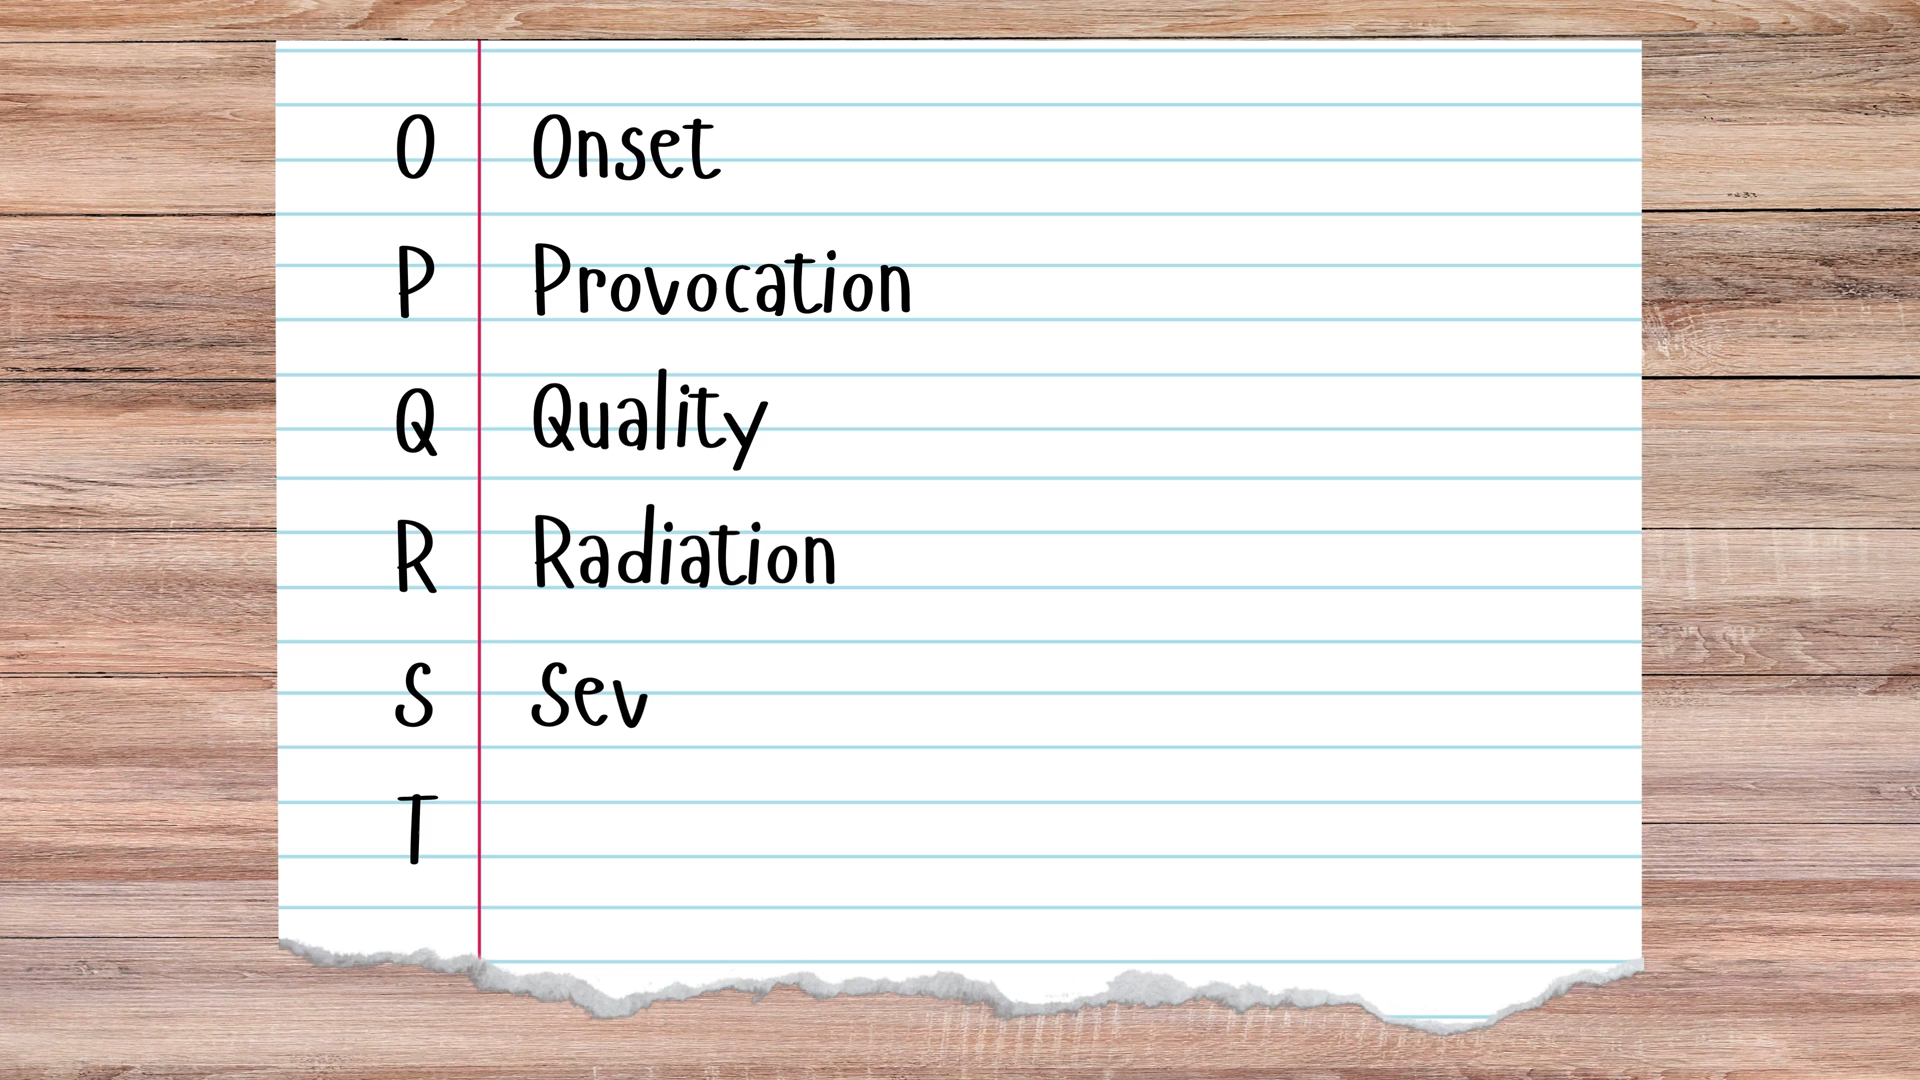 O Onset
P Provocation
Q Quality
R Radiation
S Sev
T